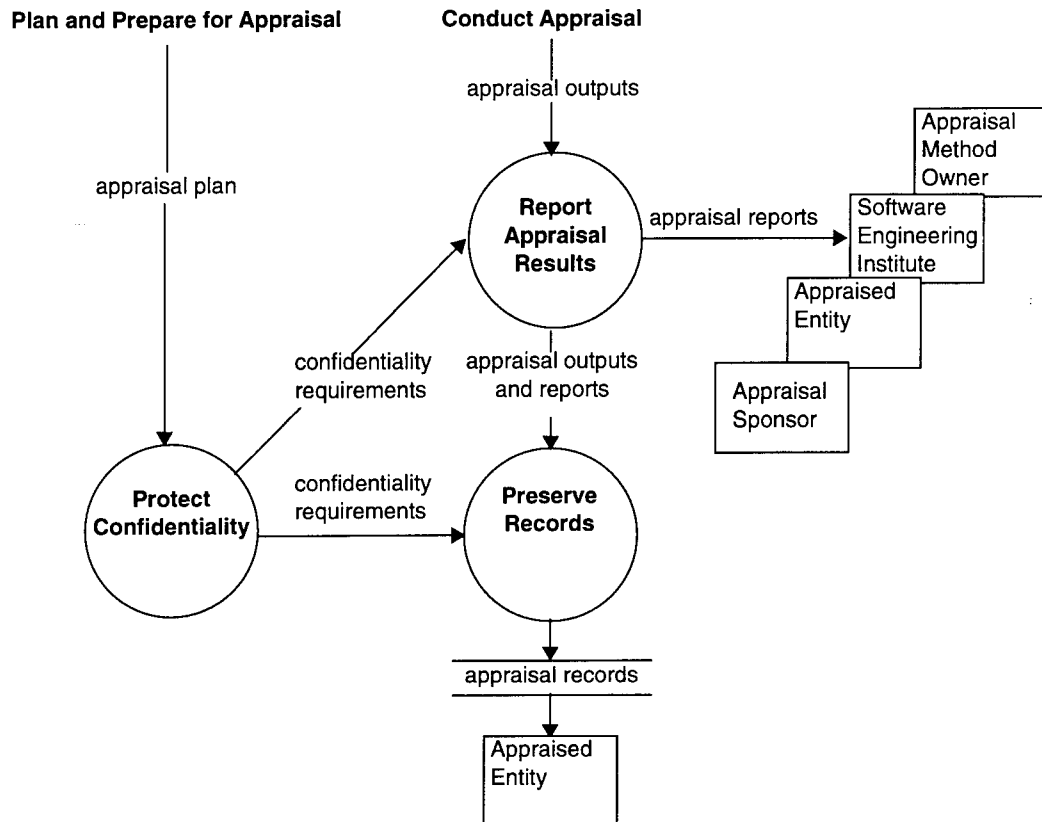 Plan and Prepare for Appraisal
Conduct Appraisal
appraisal outputs
appraisal plan
Report
Appraisal
Results
appraisal reports
Appraisal
Method
Owner
Software
Engineering
Institute
Appraised
Entity
Appraisal
Sponsor
confidentiality
requirements
appraisal outputs
and reports
Protect
Confidentiality
confidentiality
requirements
Preserve
Records
appraisal records
Appraised
Entity